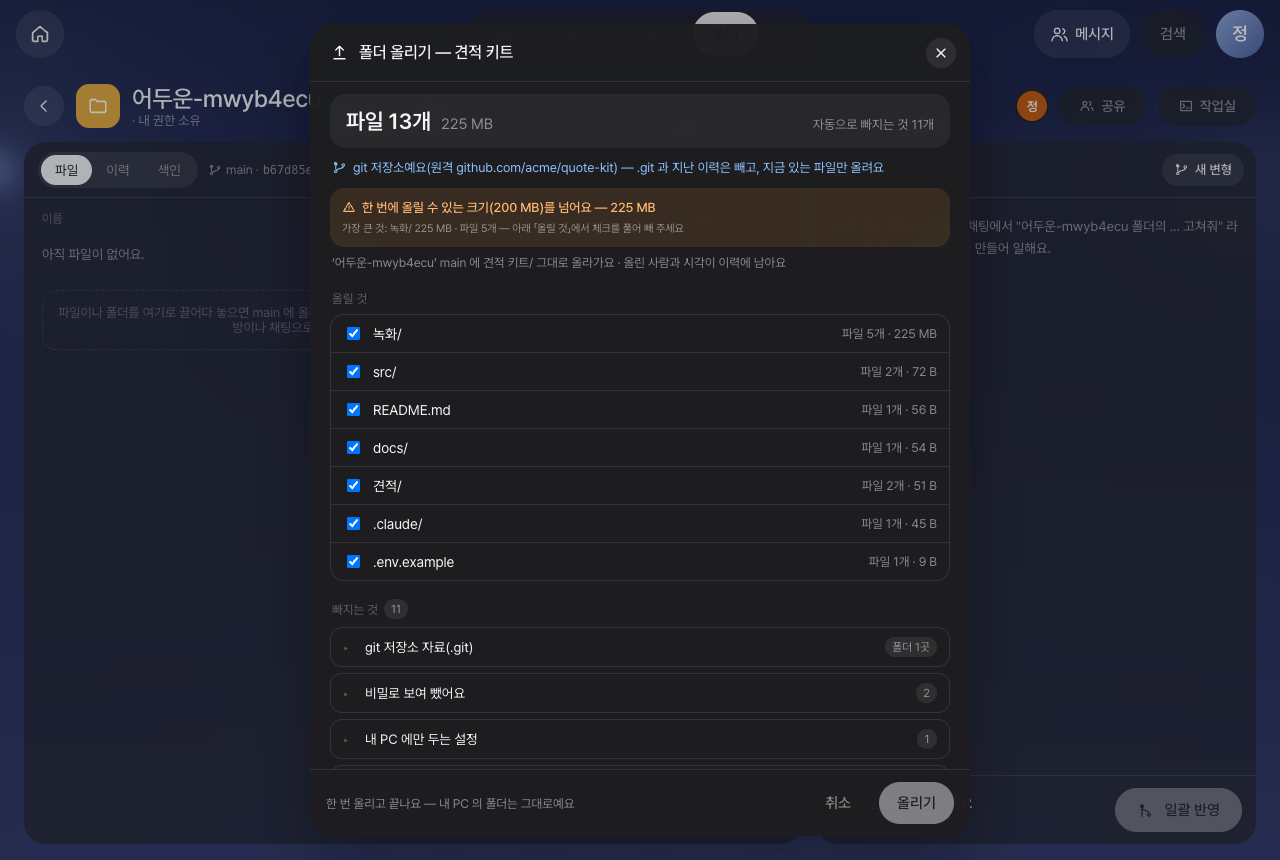 메시지
검색
정
어두운-mwyb4ecu
· 내 권한 소유
정
공유
작업실
파일
이력
색인
main · b67d85e
새 변형
이름
아직 파일이 없어요.
파일이나 폴더를 여기로 끌어다 놓으면 main 에 올
방이나 채팅으로
채팅에서 "어두운-mwyb4ecu 폴더의 … 고쳐줘" 라
만들어 일해요.
일괄 반영
폴더 올리기 — 견적 키트
파일 13개 225 MB
자동으로 빠지는 것 11개
git 저장소예요(원격 github.com/acme/quote-kit) — .git 과 지난 이력은 빼고, 지금 있는 파일만 올려요
한 번에 올릴 수 있는 크기(200 MB)를 넘어요 — 225 MB
가장 큰 것: 녹화/ 225 MB · 파일 5개 — 아래 「올릴 것」에서 체크를 풀어 빼 주세요
‘어두운-mwyb4ecu’ main 에 견적 키트/ 그대로 올라가요 · 올린 사람과 시각이 이력에 남아요
올릴 것
녹화/ 파일 5개 · 225 MB
src/ 파일 2개 · 72 B
README.md 파일 1개 · 56 B
docs/ 파일 1개 · 54 B
견적/ 파일 2개 · 51 B
.claude/ 파일 1개 · 45 B
.env.example 파일 1개 · 9 B
빠지는 것 11
git 저장소 자료(.git) 폴더 1곳
비밀로 보여 뺐어요 2
내 PC 에만 두는 설정 1
한 번 올리고 끝나요 — 내 PC 의 폴더는 그대로예요
취소
올리기